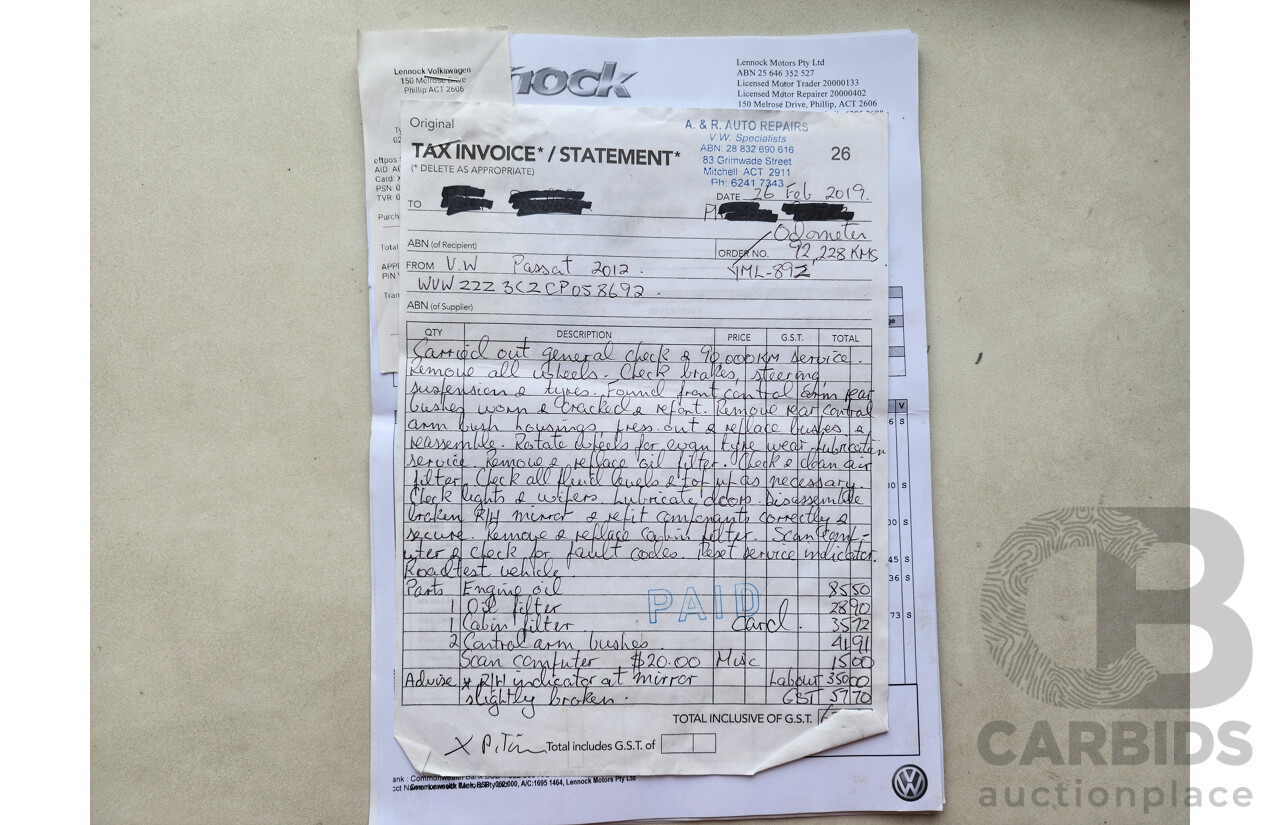 Lennock Volkswagen
150 Melrose Drive
Phillip ACT 2606
nock
Lennock Motors Pty Ltd
ABN 25 646 352 527
Licensed Motor Trader 20000133
Licensed Motor Repairer 20000402
150 Melrose Drive, Phillip, ACT 2606
Original
A. & R. AUTO REPAIRS
V.W. Specialists
ABN: 28 832 690 616
83 Grimwade Street
Mitchell ACT 2911
Ph: 6241 7343
26
TAX INVOICE* / STATEMENT*
(* DELETE AS APPROPRIATE)
DATE 26 Feb 2019.
TO
Odometer
ABN (of Recipient)
ORDER NO. 92,228 KMS
FROM V.W Passat 2012.
YML-89Z
WVWZZZ3CZCP058692.
ABN (of Supplier)
QTY DESCRIPTION PRICE G.S.T. TOTAL
Carried out general check & 90,000KM service.
Remove all wheels. Check brakes, steering,
suspension & tyres. Found front control arm rear
bushes worn & cracked & report. Remove rear control
arm bush housings, press out & replace bushes &
reassemble. Rotate wheels for even tyre wear. Lubrication
service. Remove & replace oil filter. Check & clean air
filter. Check all fluid levels & top up as necessary.
Check lights & wipers. Lubricate doors. Disassemble
broken R/H mirror & refit components correctly &
secure. Remove & replace cabin filter. Scan comp-
uter & check for fault codes. Reset service indicator.
Roadtest vehicle.
Parts Engine oil 85 50
1 Oil filter 28 90
1 Cabin filter 35 72
PAID
Card.
2 Control arm bushes. 41 91
Scan computer $20.00 Misc 15 00
Advise * R/H indicator at mirror Labour 350 00
slightly broken. GST 57 70
TOTAL INCLUSIVE OF G.S.T.
X
Total includes G.S.T. of
A/C:1695 1464, Lennock Motors Pty Ltd
CARBIDS
auctionplace